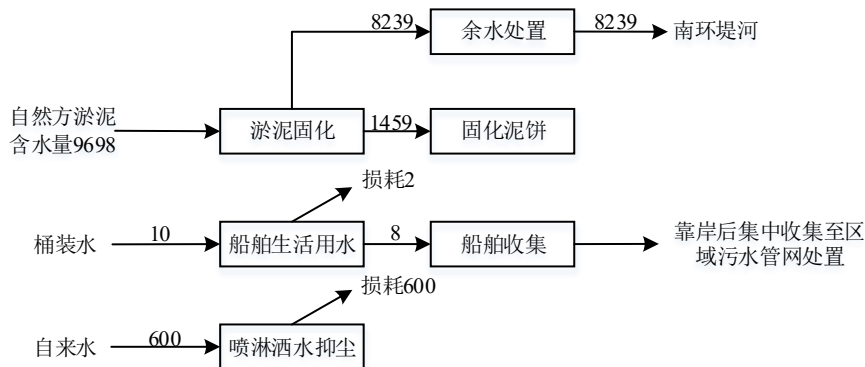 8239
余水处置
8239
南环堤河
自然方淤泥
含水量9698
淤泥固化
1459
固化泥饼
损耗2
桶装水
10
船舶生活用水
8
船舶收集
靠岸后集中收集至区
域污水管网处置
损耗600
自来水
600
喷淋洒水抑尘